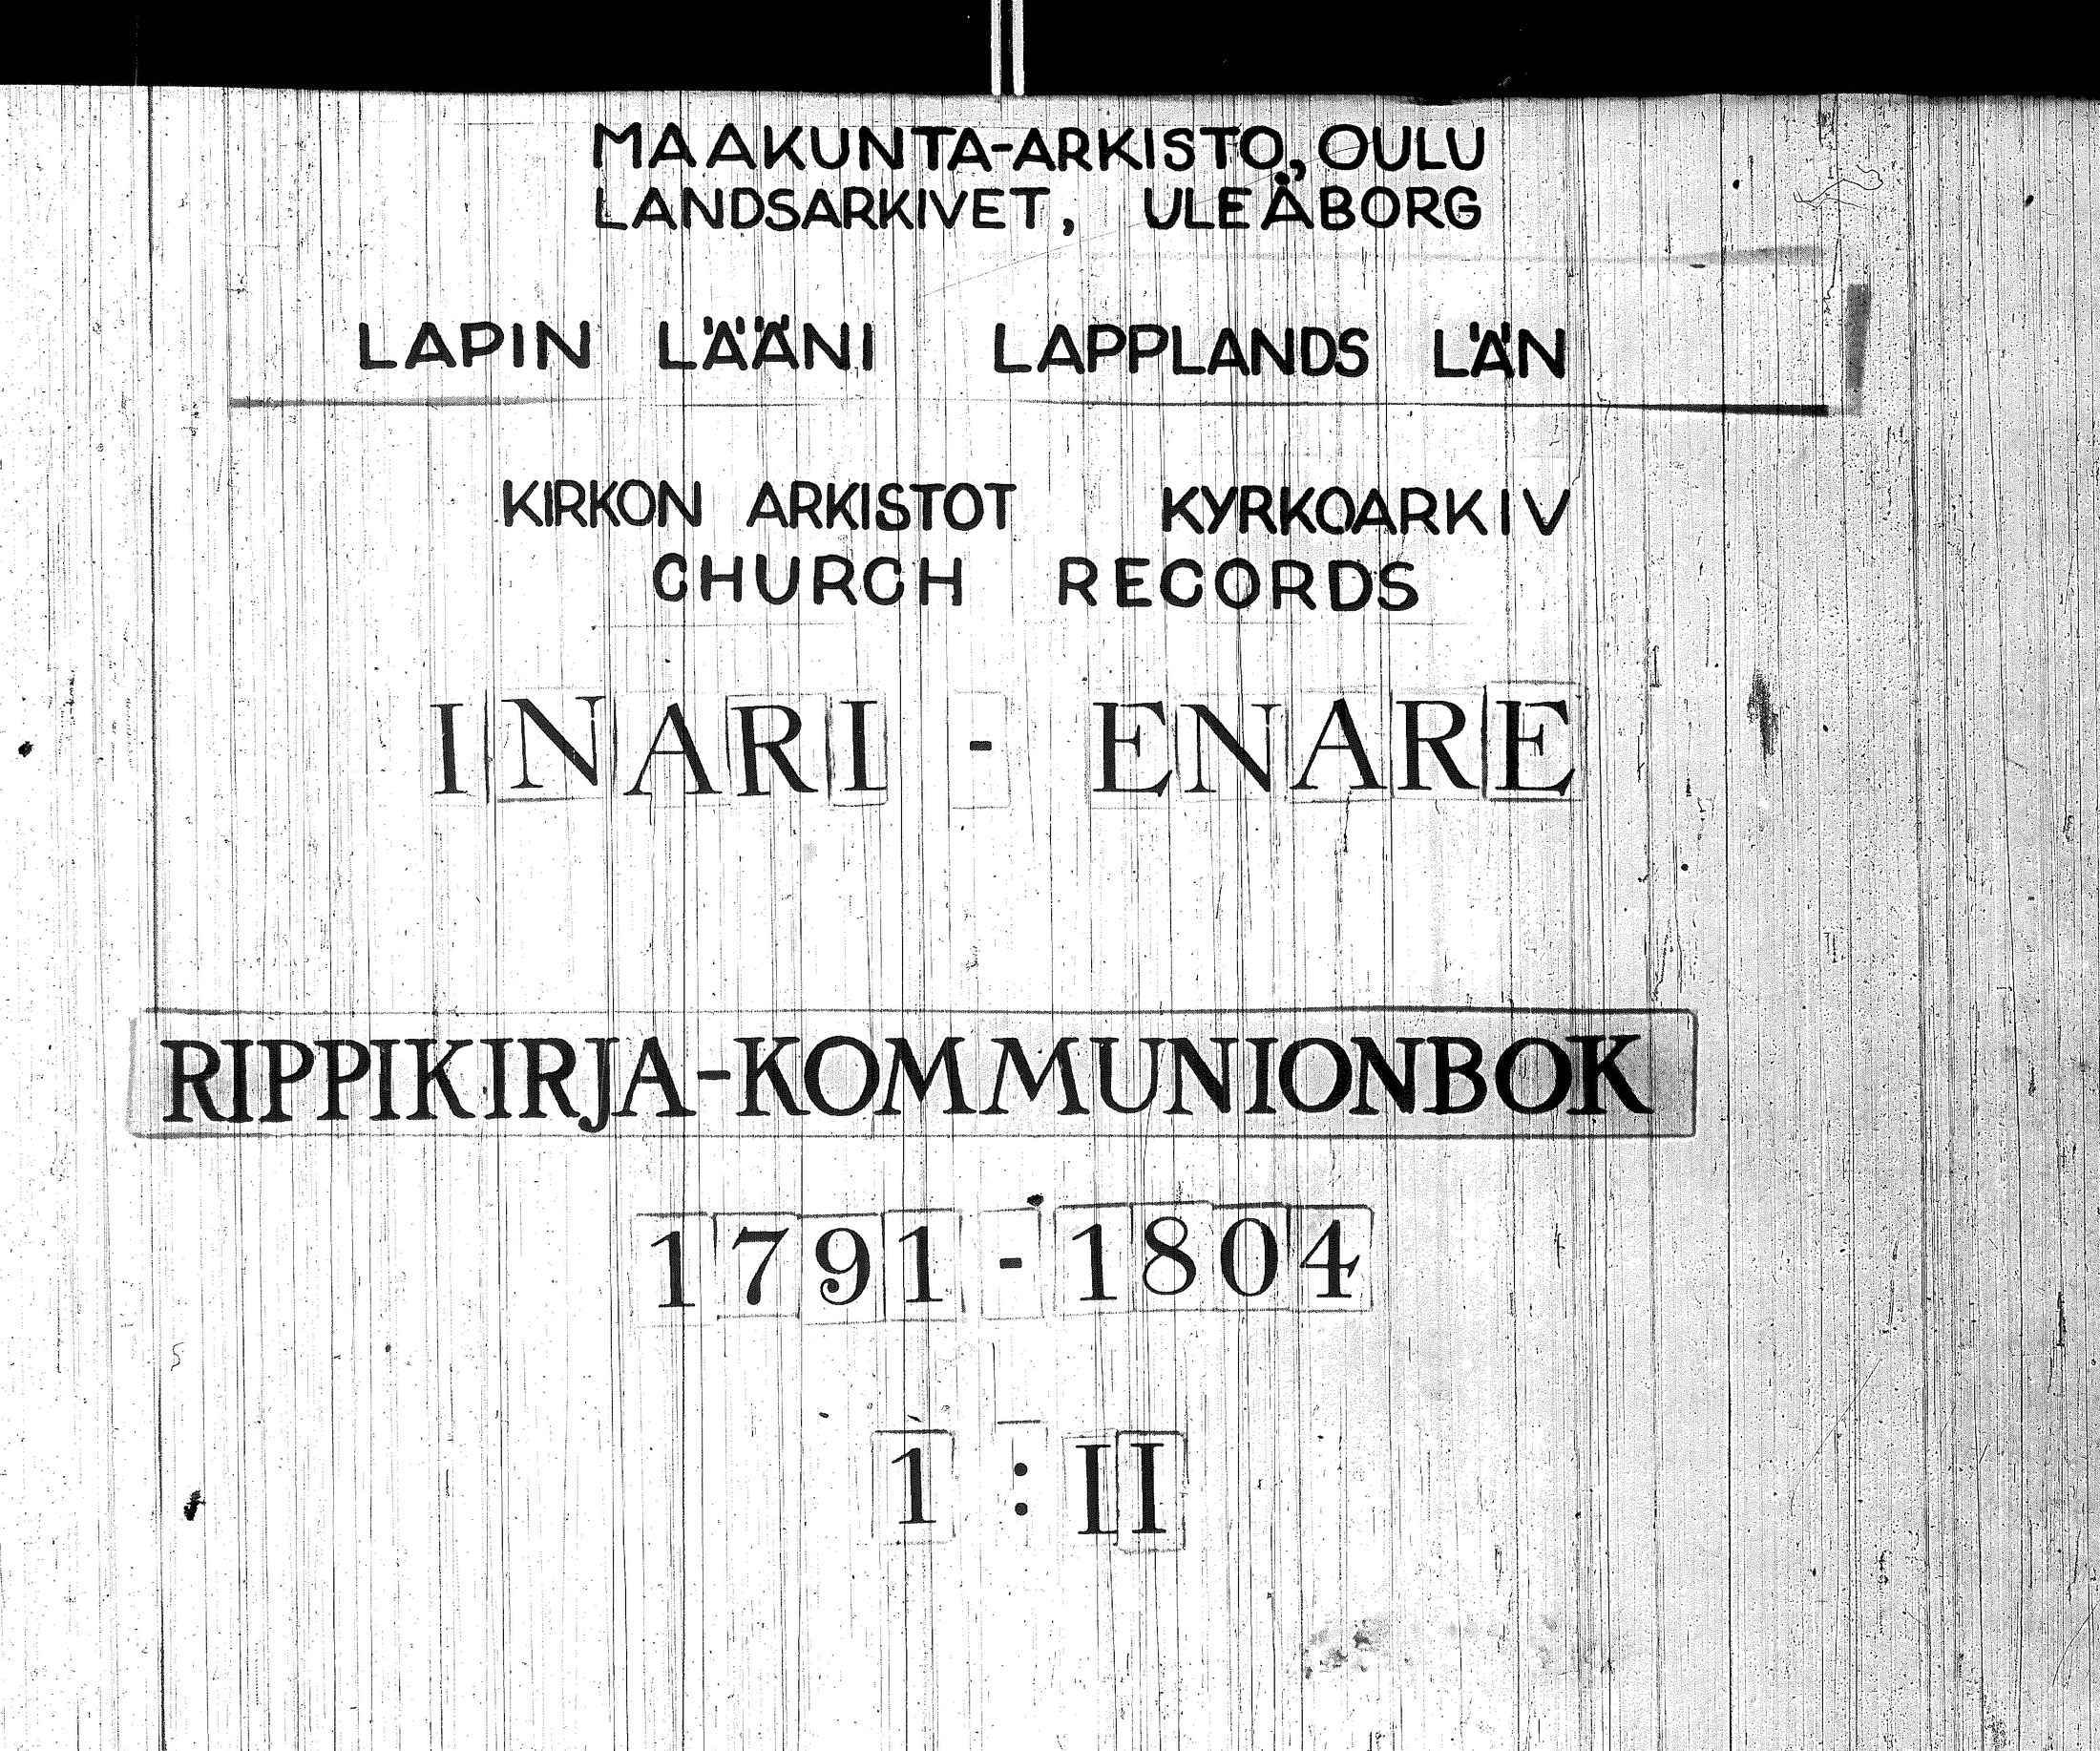 MAAKUNTA-ARKISTO, OULU
LANDSARKIVET, ULEÅBORG
LAPIN LÄÄNI LAPPLANDS LÄN
KIRKON ARKISTOT KYRKOARKIV
CHURCH RECORDS
INARI - ENARE
RIPPIKIRJA-KOMMUNIONBOK
1791 - 1804
1 : II